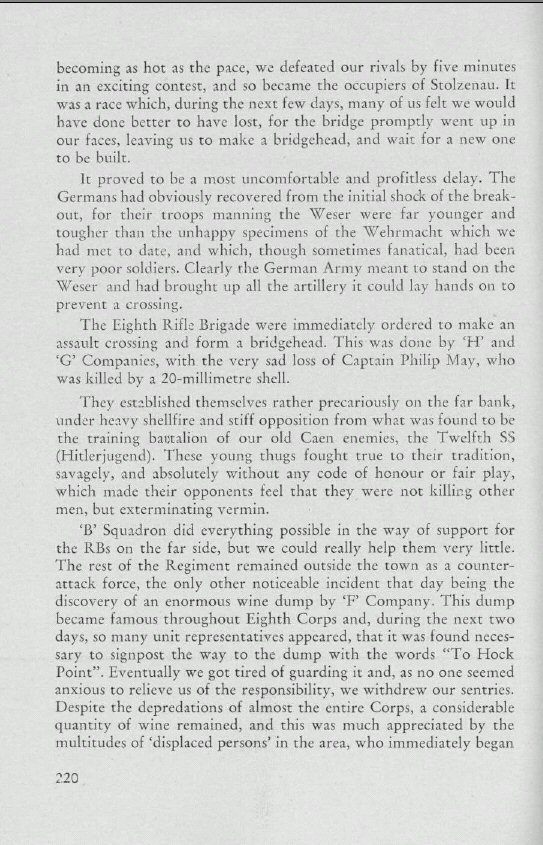 becoming as hot as the pace, we defeated our rivals by five minutes
in an exciting contest, and so became the occupiers of Stolzenau. It
was a race which, during the next few days, many of us felt we would
have done better to have lost, for the bridge promptly went up in
our faces, leaving us to make a bridgehead, and wait for a new one
to be built.
It proved to be a most uncomfortable and profitless delay. The
Germans had obviously recovered from the initial shock of the break-
out, for their troops manning the Weser were far younger and
tougher than the unhappy specimens of the Wehrmacht which we
had met to date, and which, though sometimes fanatical, had been
very poor soldiers. Clearly the German Army meant to stand on the
Weser and had brought up all the artillery it could lay hands on to
prevent a crossing.
The Eighth Rifle Brigade were immediately ordered to make an
assault crossing and form a bridgehead. This was done by ‘H’ and
‘G’ Companies, with the very sad loss of Captain Philip May, who
was killed by a 20-millimetre shell.
They established themselves rather precariously on the far bank,
under heavy shellfire and stiff opposition from what was found to be
the training battalion of our old Caen enemies, the Twelfth SS
(Hitlerjugend). These young thugs fought true to their tradition,
savagely, and absolutely without any code of honour or fair play,
which made their opponents feel that they were not killing other
men, but exterminating vermin.
‘B’ Squadron did everything possible in the way of support for
the RBs on the far side, but we could really help them very little.
The rest of the Regiment remained outside the town as a counter-
attack force, the only other noticeable incident that day being the
discovery of an enormous wine dump by ‘F’ Company. This dump
became famous throughout Eighth Corps and, during the next two
days, so many unit representatives appeared, that it was found neces-
sary to signpost the way to the dump with the words “To Hock
Point”. Eventually we got tired of guarding it and, as no one seemed
anxious to relieve us of the responsibility, we withdrew our sentries.
Despite the depredations of almost the entire Corps, a considerable
quantity of wine remained, and this was much appreciated by the
multitudes of ‘displaced persons’ in the area, who immediately began
220